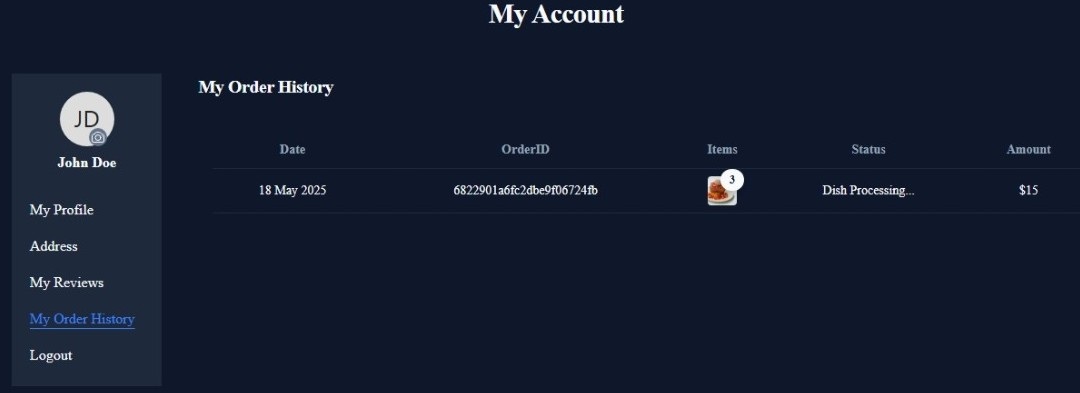 My Account
JD
John Doe
My Profile
Address
My Reviews
My Order History
Logout
My Order History
Date OrderID Items Status Amount
18 May 2025 6822901a6fc2dbe9f06724fb 3 Dish Processing... $15